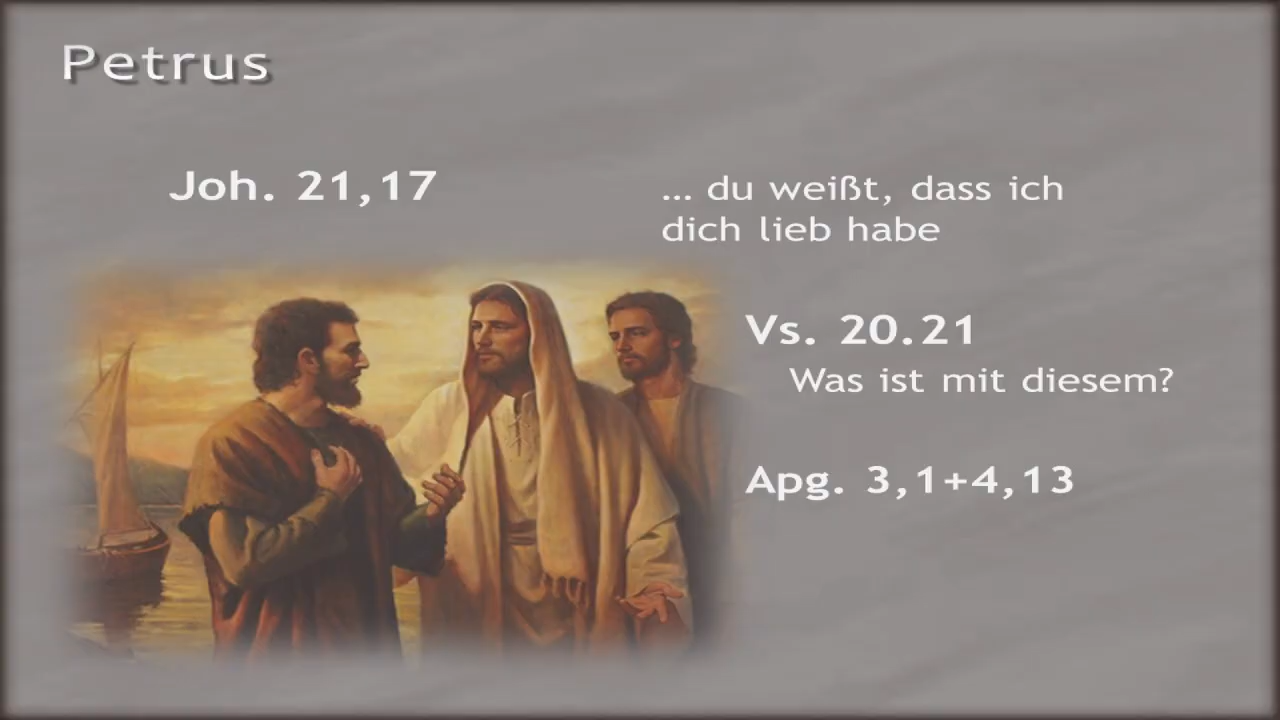 Petrus
Joh. 21,17
... du weißt, dass ich
dich lieb habe
Vs. 20.21
Was ist mit diesem?
Apg. 3,1+4,13